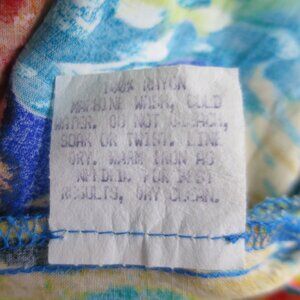 100% RAYON
MACHINE WASH, COLD
WATER. DO NOT BLEACH,
SOAK OR TWIST. LINE
DRY. WARM IRON AS
NEEDED. FOR BEST
RESULTS, DRY CLEAN.